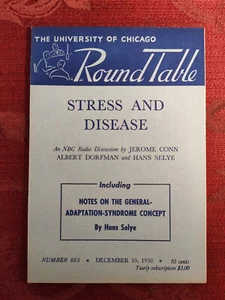 THE UNIVERSITY OF CHICAGO
Round Table
STRESS AND
DISEASE
An NBC Radio Discussion by JEROME CONN
ALBERT DORFMAN and HANS SELYE
Including
NOTES ON THE GENERAL-
ADAPTATION-SYNDROME CONCEPT
By Hans Selye
NUMBER 663 • DECEMBER 10, 1950 • 10 cents
Yearly subscription $3.00